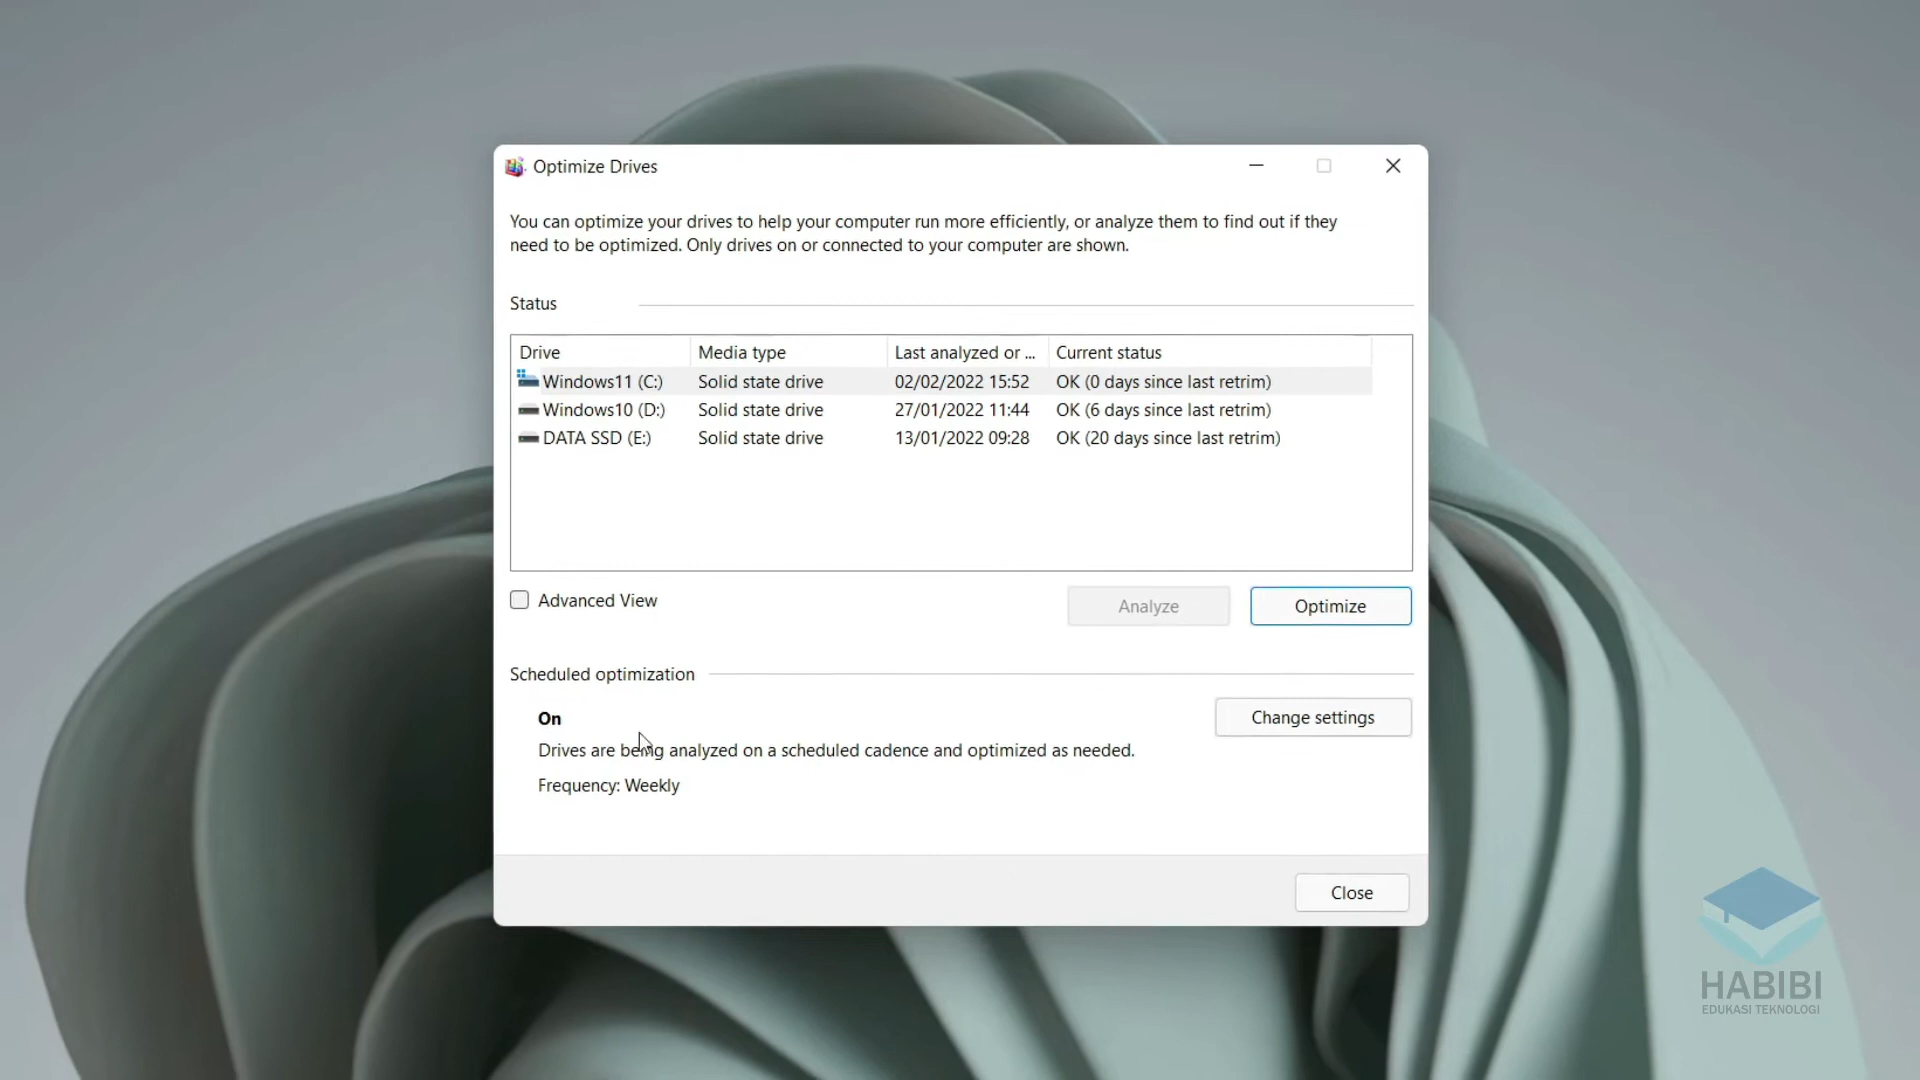 Optimize Drives
You can optimize your drives to help your computer run more efficiently, or analyze them to find out if they
need to be optimized. Only drives on or connected to your computer are shown.
Status
Drive Media type Last analyzed or ... Current status
Windows11 (C:) Solid state drive 02/02/2022 15:52 OK (0 days since last retrim)
Windows10 (D:) Solid state drive 27/01/2022 11:44 OK (6 days since last retrim)
DATA SSD (E:) Solid state drive 13/01/2022 09:28 OK (20 days since last retrim)
Advanced View Analyze Optimize
Scheduled optimization
On Change settings
Drives are being analyzed on a scheduled cadence and optimized as needed.
Frequency: Weekly
Close
HABIBI
EDUKASI TEKNOLOGI